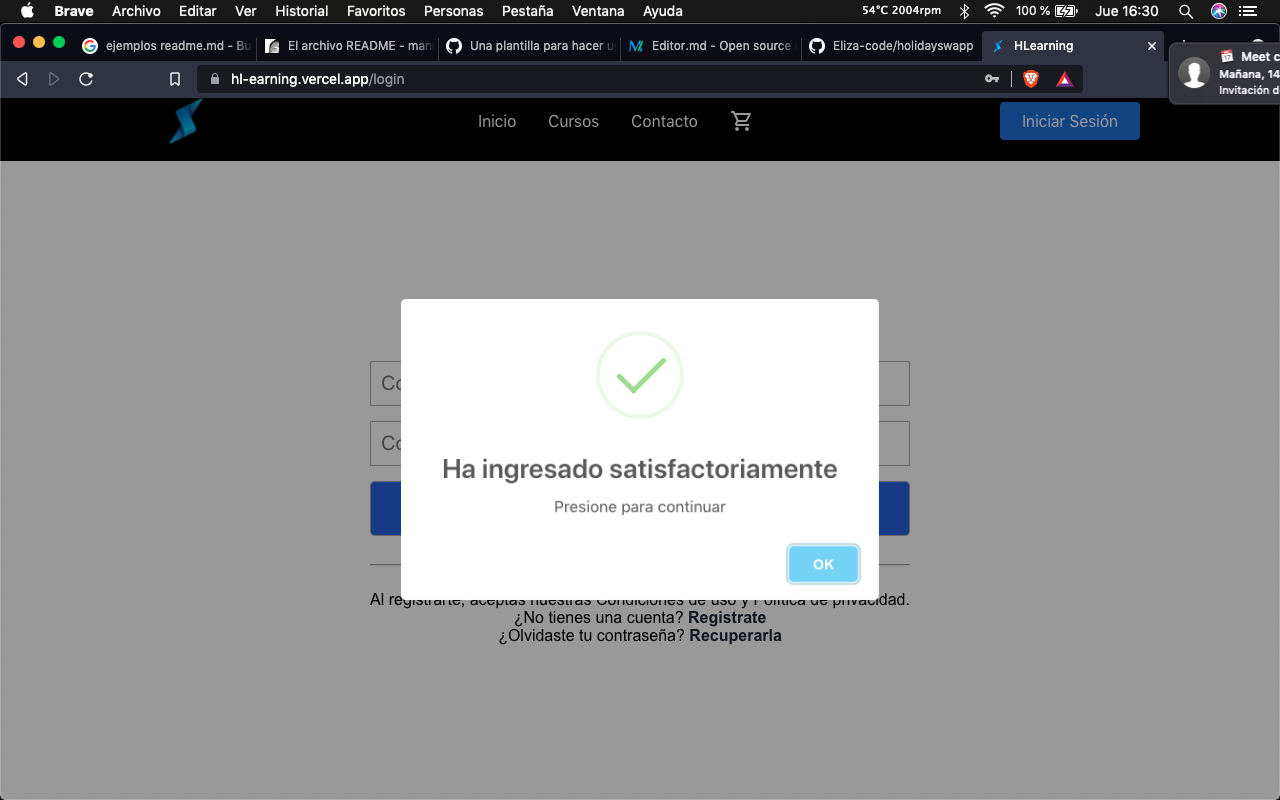 Brave Archivo Editar Ver Historial Favoritos Personas Pestaña Ventana Ayuda 54°C 2004rpm 100 % Jue 16:30
ejemplos readme.md - Bu
El archivo README - man
Una plantilla para hacer u
Editor.md - Open source
Eliza-code/holidayswapp
HLearning
Meet c
Mañana, 14
Invitación d
hl-earning.vercel.app/login
Inicio Cursos Contacto Iniciar Sesión
Co
Co
Ha ingresado satisfactoriamente
Presione para continuar
OK
Al registrarte, aceptas nuestras Condiciones de uso y Política de privacidad.
¿No tienes una cuenta? Registrate
¿Olvidaste tu contraseña? Recuperarla